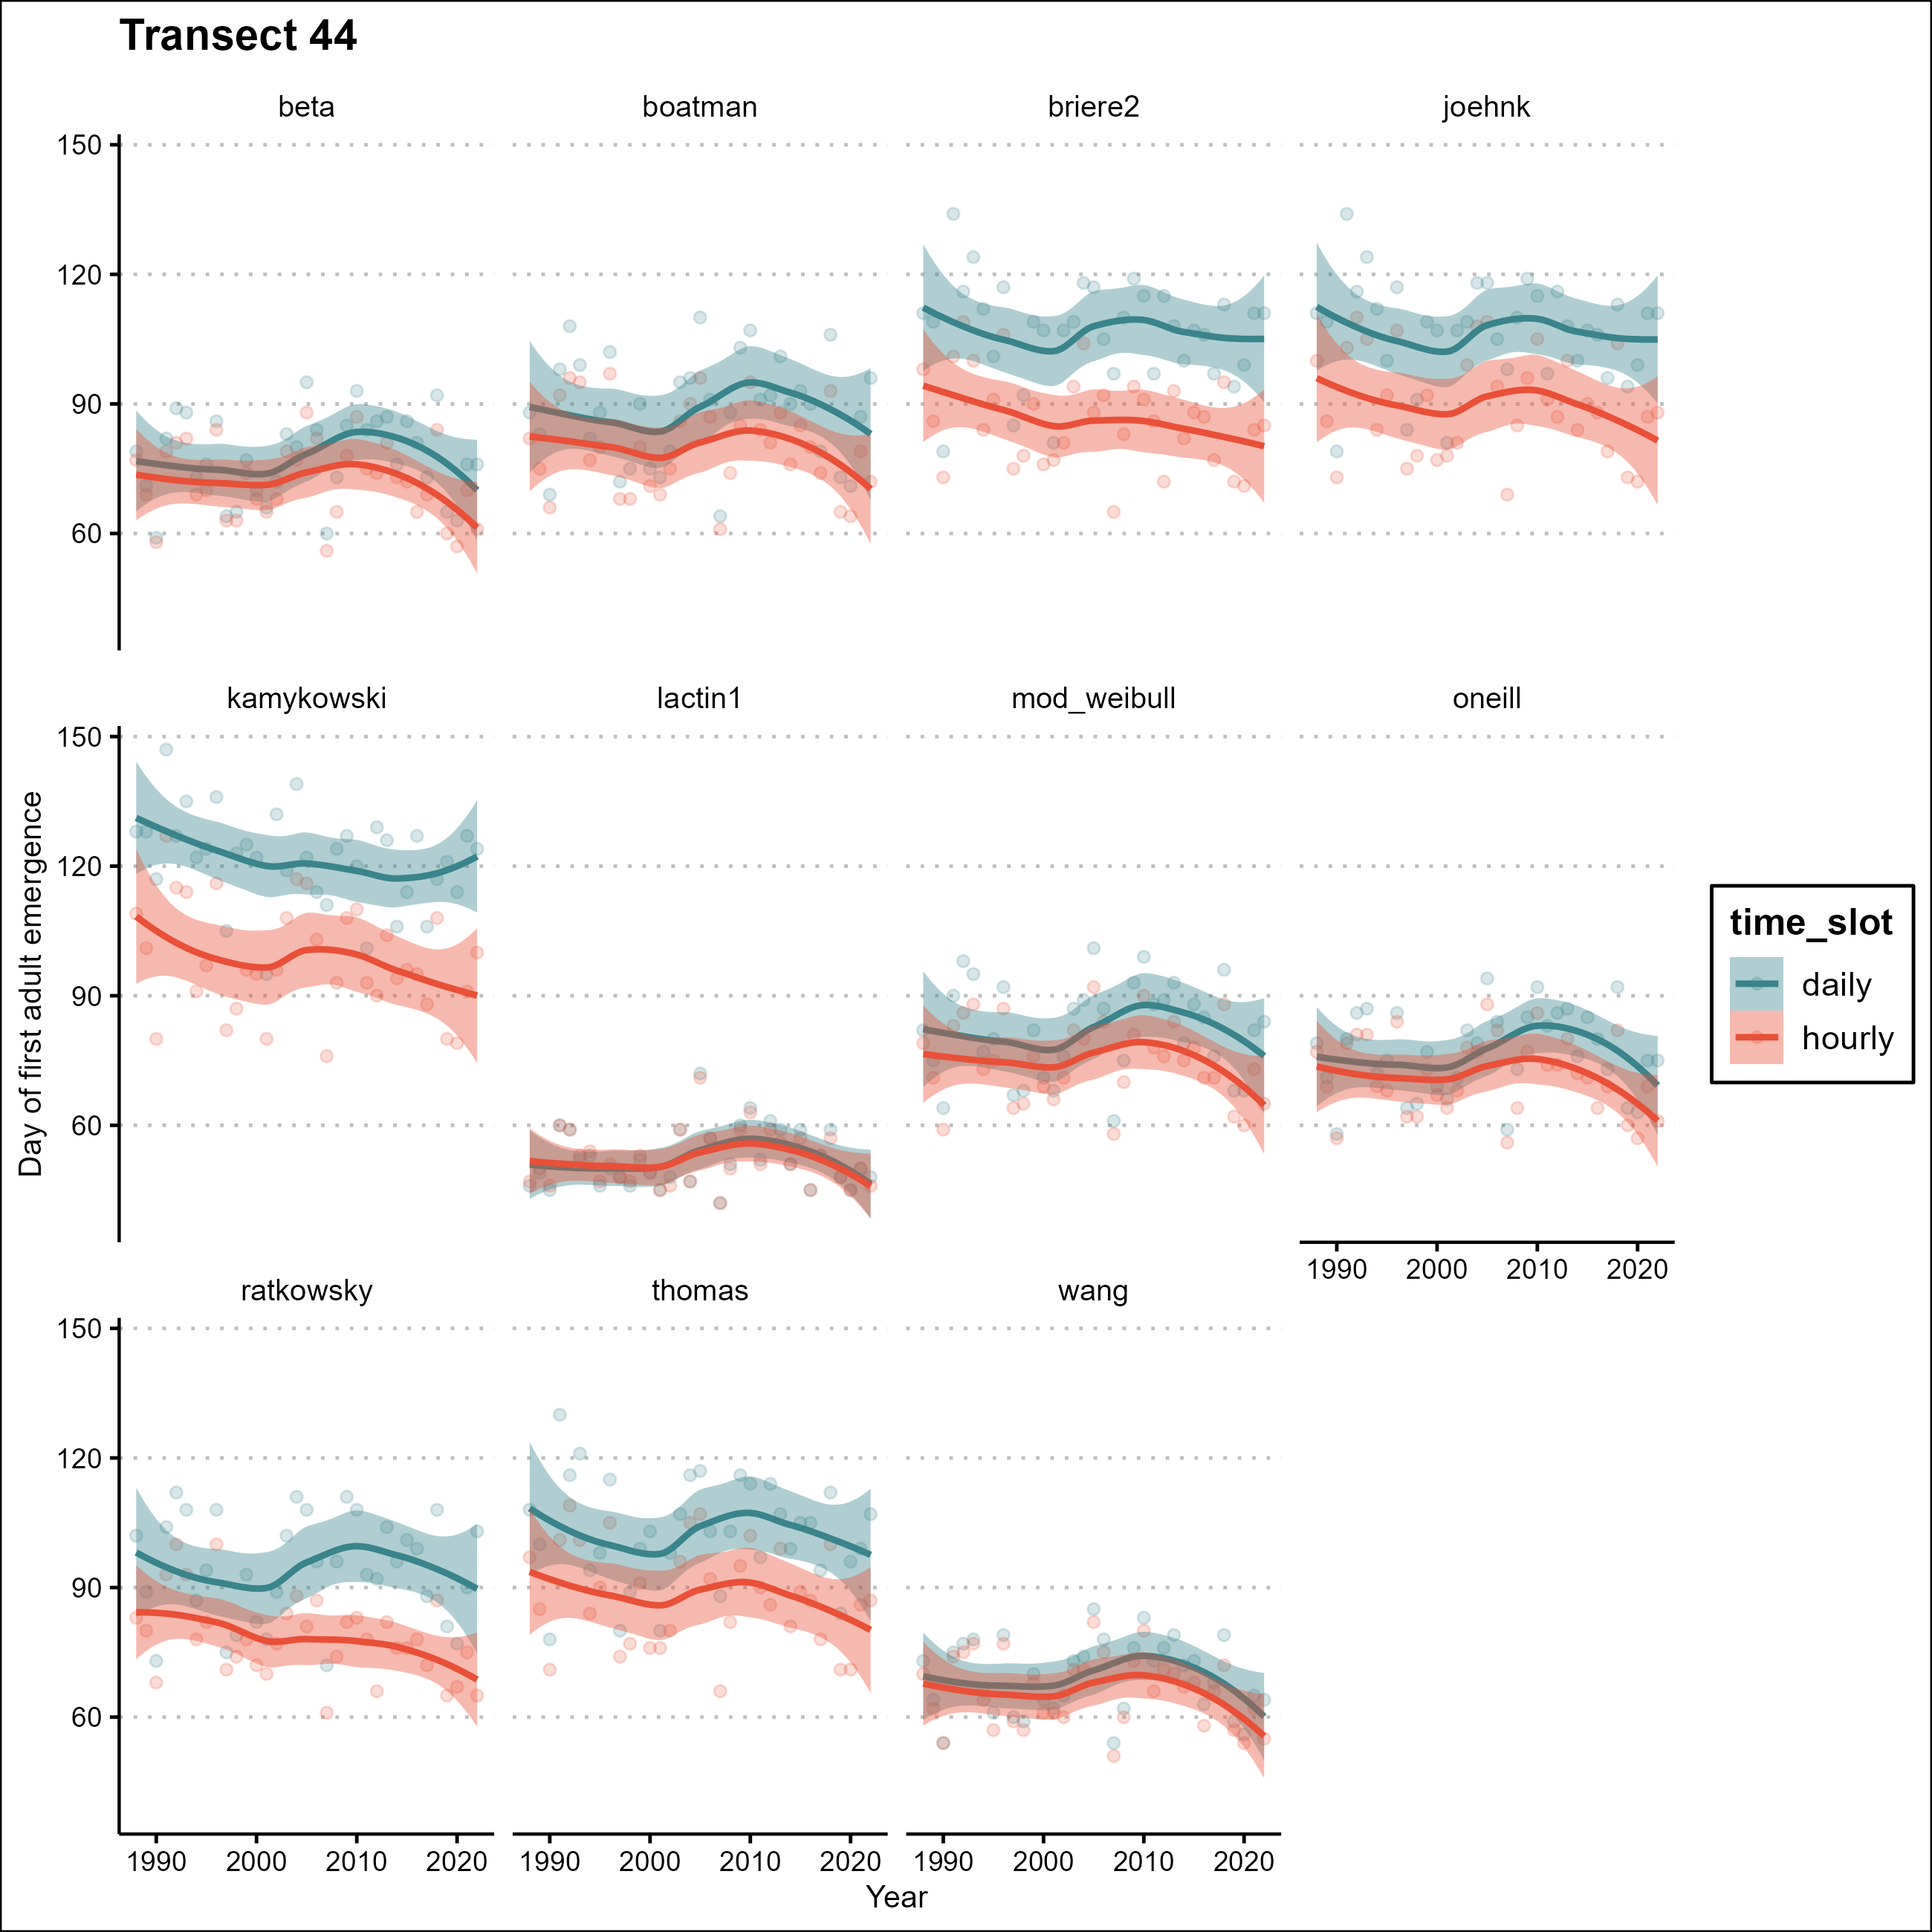 Transect 44
beta boatman briere2 joehnk
150
120
90
60
kamykowski lactin1 mod_weibull oneill
150
120
90
60
1990 2000 2010 2020
ratkowsky thomas wang
150
120
90
60
1990 2000 2010 2020 1990 2000 2010 2020 1990 2000 2010 2020
Year
Day of first adult emergence
time_slot
daily
hourly